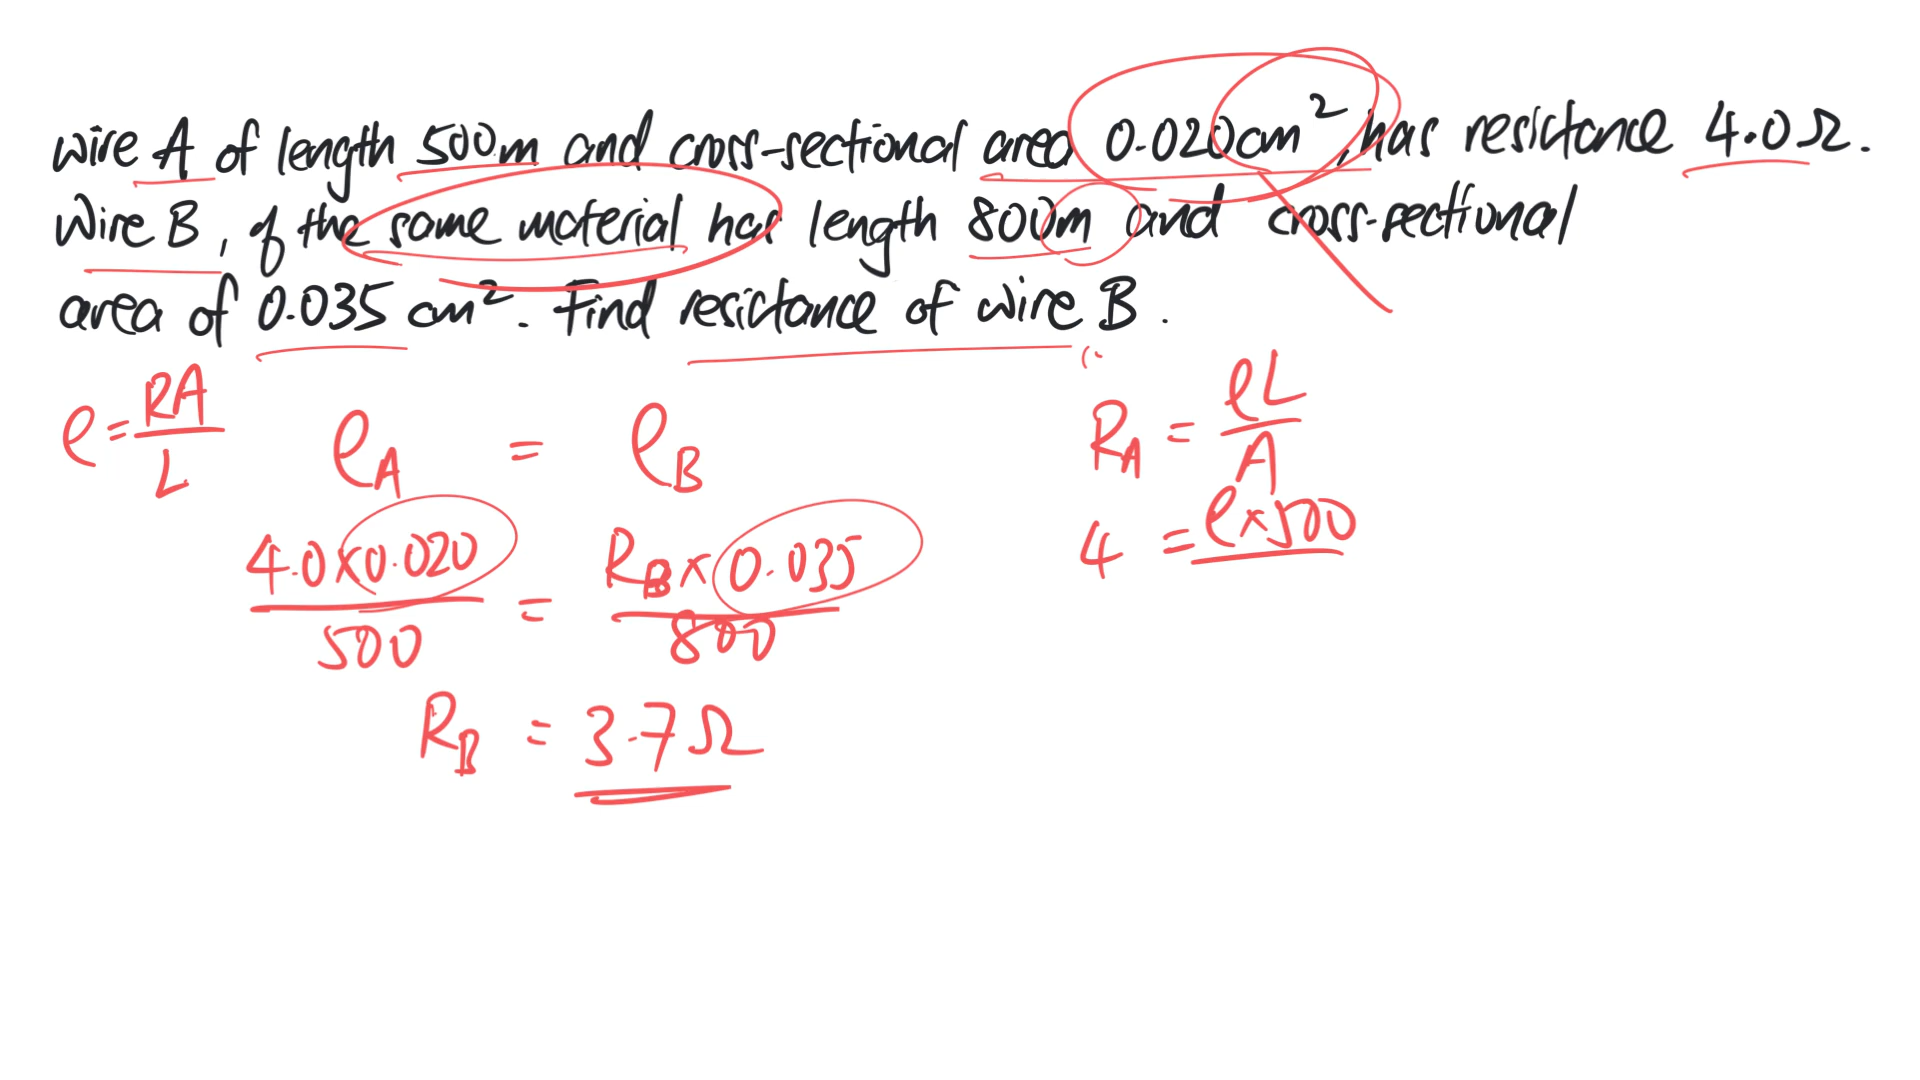 wire A of length 500m and cross-sectional area 0.020cm², has resistance 4.0Ω.
Wire B, of the same material has length 800m and cross-sectional
area of 0.035 cm². Find resistance of wire B.
ρ = RA/L
ρA = ρB
4.0×0.020/500 = RB×0.035/800
RB = 3.7Ω
RA = ρL/A
4 = ρ×500